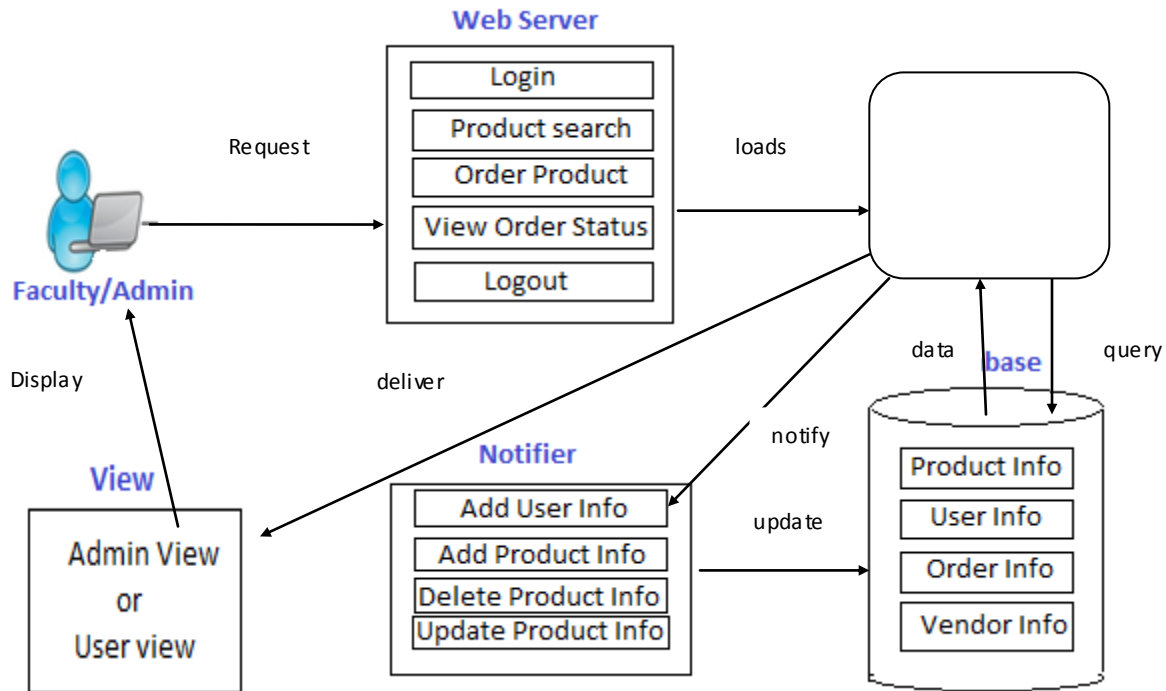 Web Server
Login
Product search
Order Product
View Order Status
Logout
Request
loads
Faculty/Admin
Display
deliver
data
base
query
notify
View
Admin View
or
User view
Notifier
Add User Info
Add Product Info
Delete Product Info
Update Product Info
update
Product Info
User Info
Order Info
Vendor Info